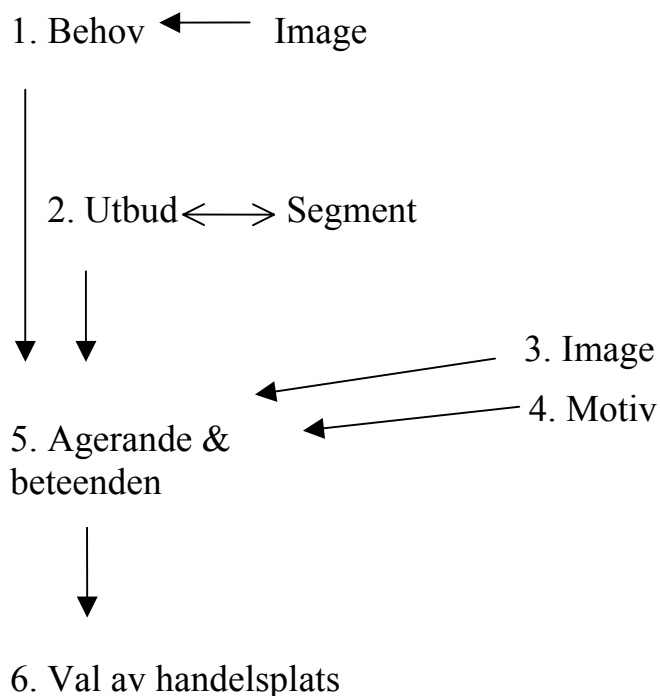 1. Behov Image
2. Utbud Segment
3. Image
4. Motiv
5. Agerande &
beteenden
6. Val av handelsplats